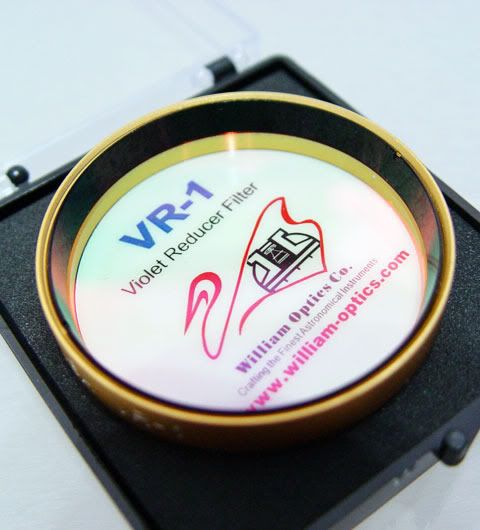 VR-1
Violet Reducer Filter
William Optics Co.
Crafting the Finest Astronomical Instruments
www.william-optics.com